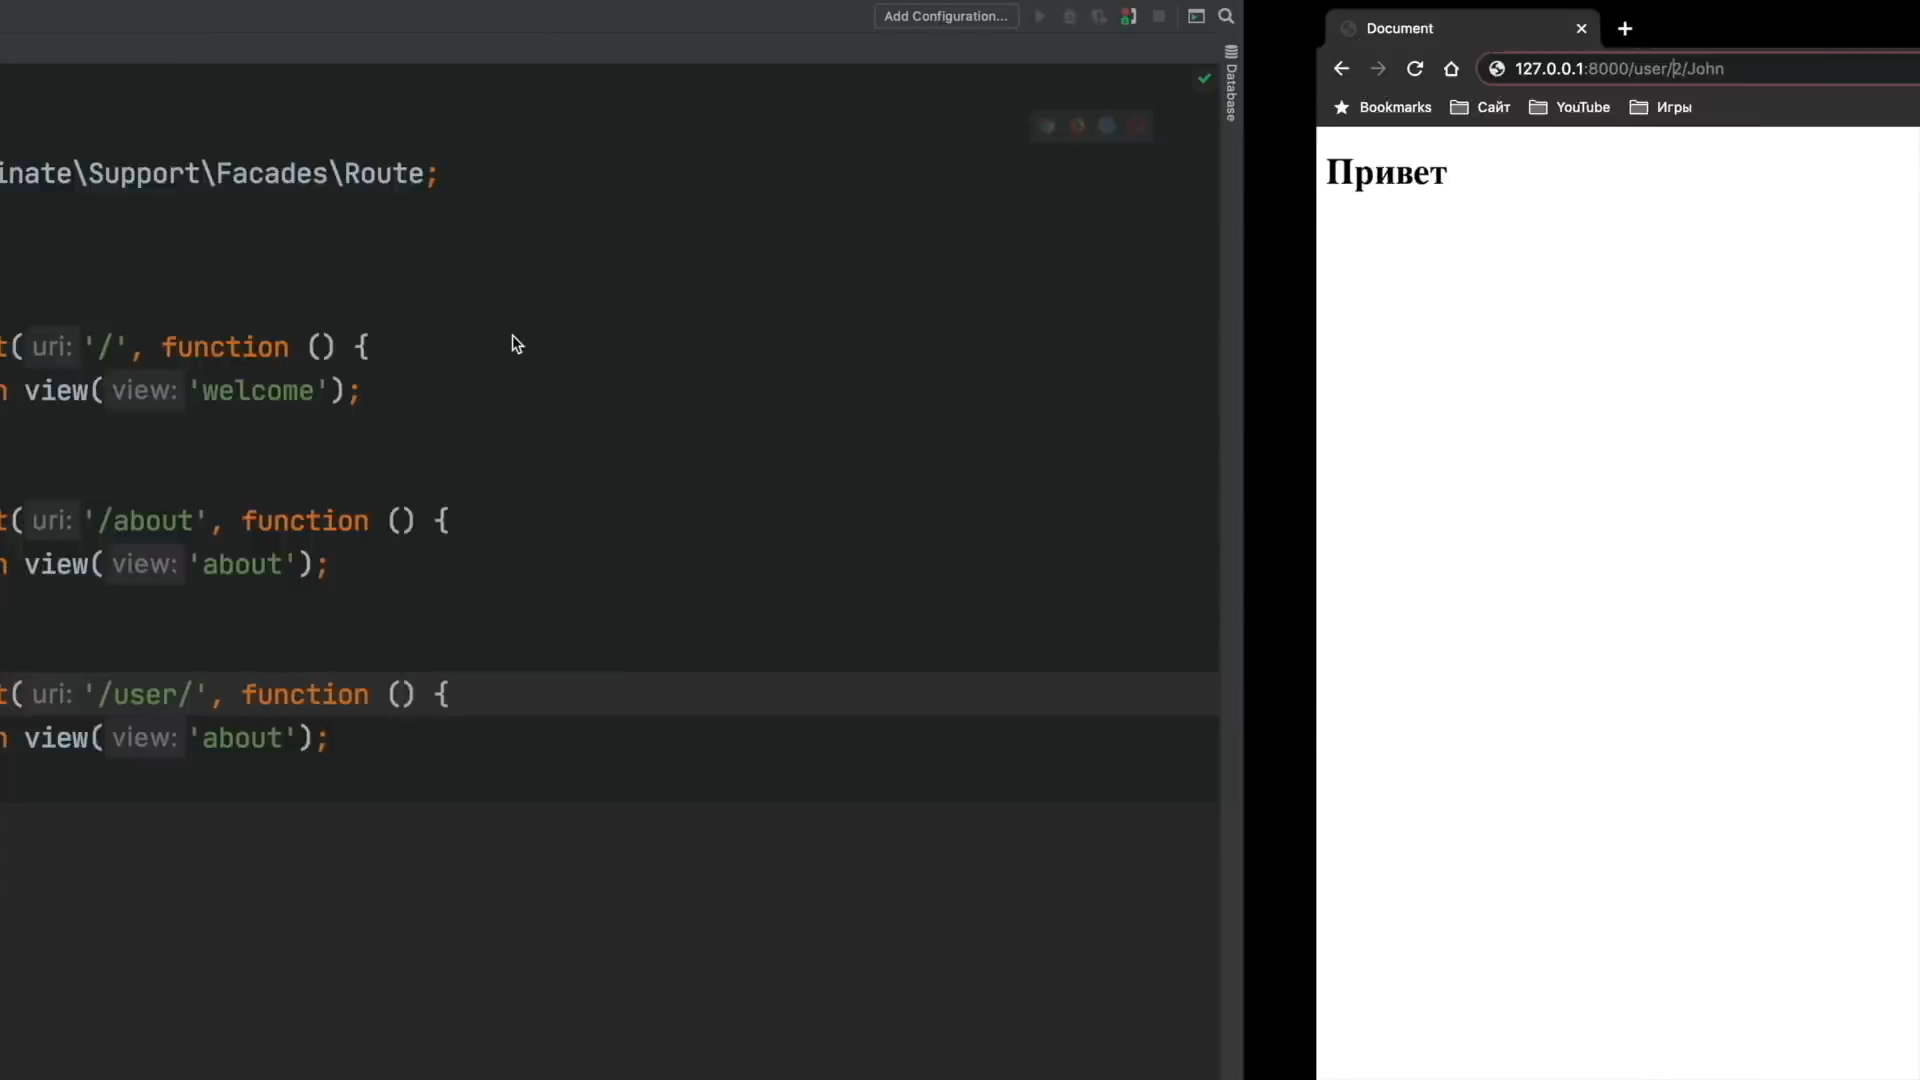 Add Configuration...
Database
inate\Support\Facades\Route;
t( uri: '/', function () {
n view( view: 'welcome');
t( uri: '/about', function () {
n view( view: 'about');
t( uri: '/user/', function () {
n view( view: 'about');
Document
127.0.0.1:8000/user/2/John
Bookmarks Сайт YouTube Игры
Привет